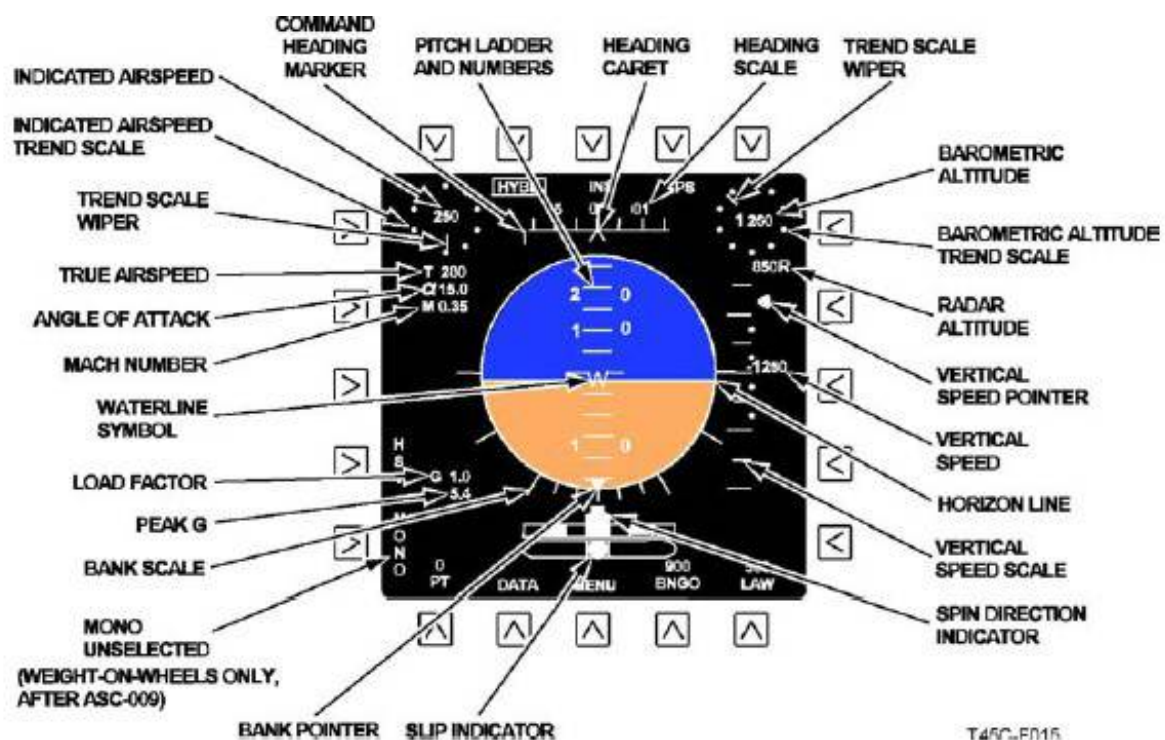 COMMAND
HEADING
MARKER
PITCH LADDER
AND NUMBERS
HEADING
CARET
HEADING
SCALE
TREND SCALE
WIPER
INDICATED AIRSPEED
INDICATED AIRSPEED
TREND SCALE
TREND SCALE
WIPER
TRUE AIRSPEED
ANGLE OF ATTACK
MACH NUMBER
WATERLINE
SYMBOL
LOAD FACTOR
PEAK G
BANK SCALE
MONO
UNSELECTED
(WEIGHT-ON-WHEELS ONLY,
AFTER ASC-009)
BANK POINTER
SLIP INDICATOR
BAROMETRIC
ALTITUDE
BAROMETRIC ALTITUDE
TREND SCALE
RADAR
ALTITUDE
VERTICAL
SPEED POINTER
VERTICAL
SPEED
HORIZON LINE
VERTICAL
SPEED SCALE
SPIN DIRECTION
INDICATOR
01
250
1 250
T 280
α 15.0
M 0.35
850R
-1250
2 0
1 0
W
1 0
G 1.0
5.4
MONO
0
PT
DATA
MENU
900
BNGO
LAW
T45C-F015